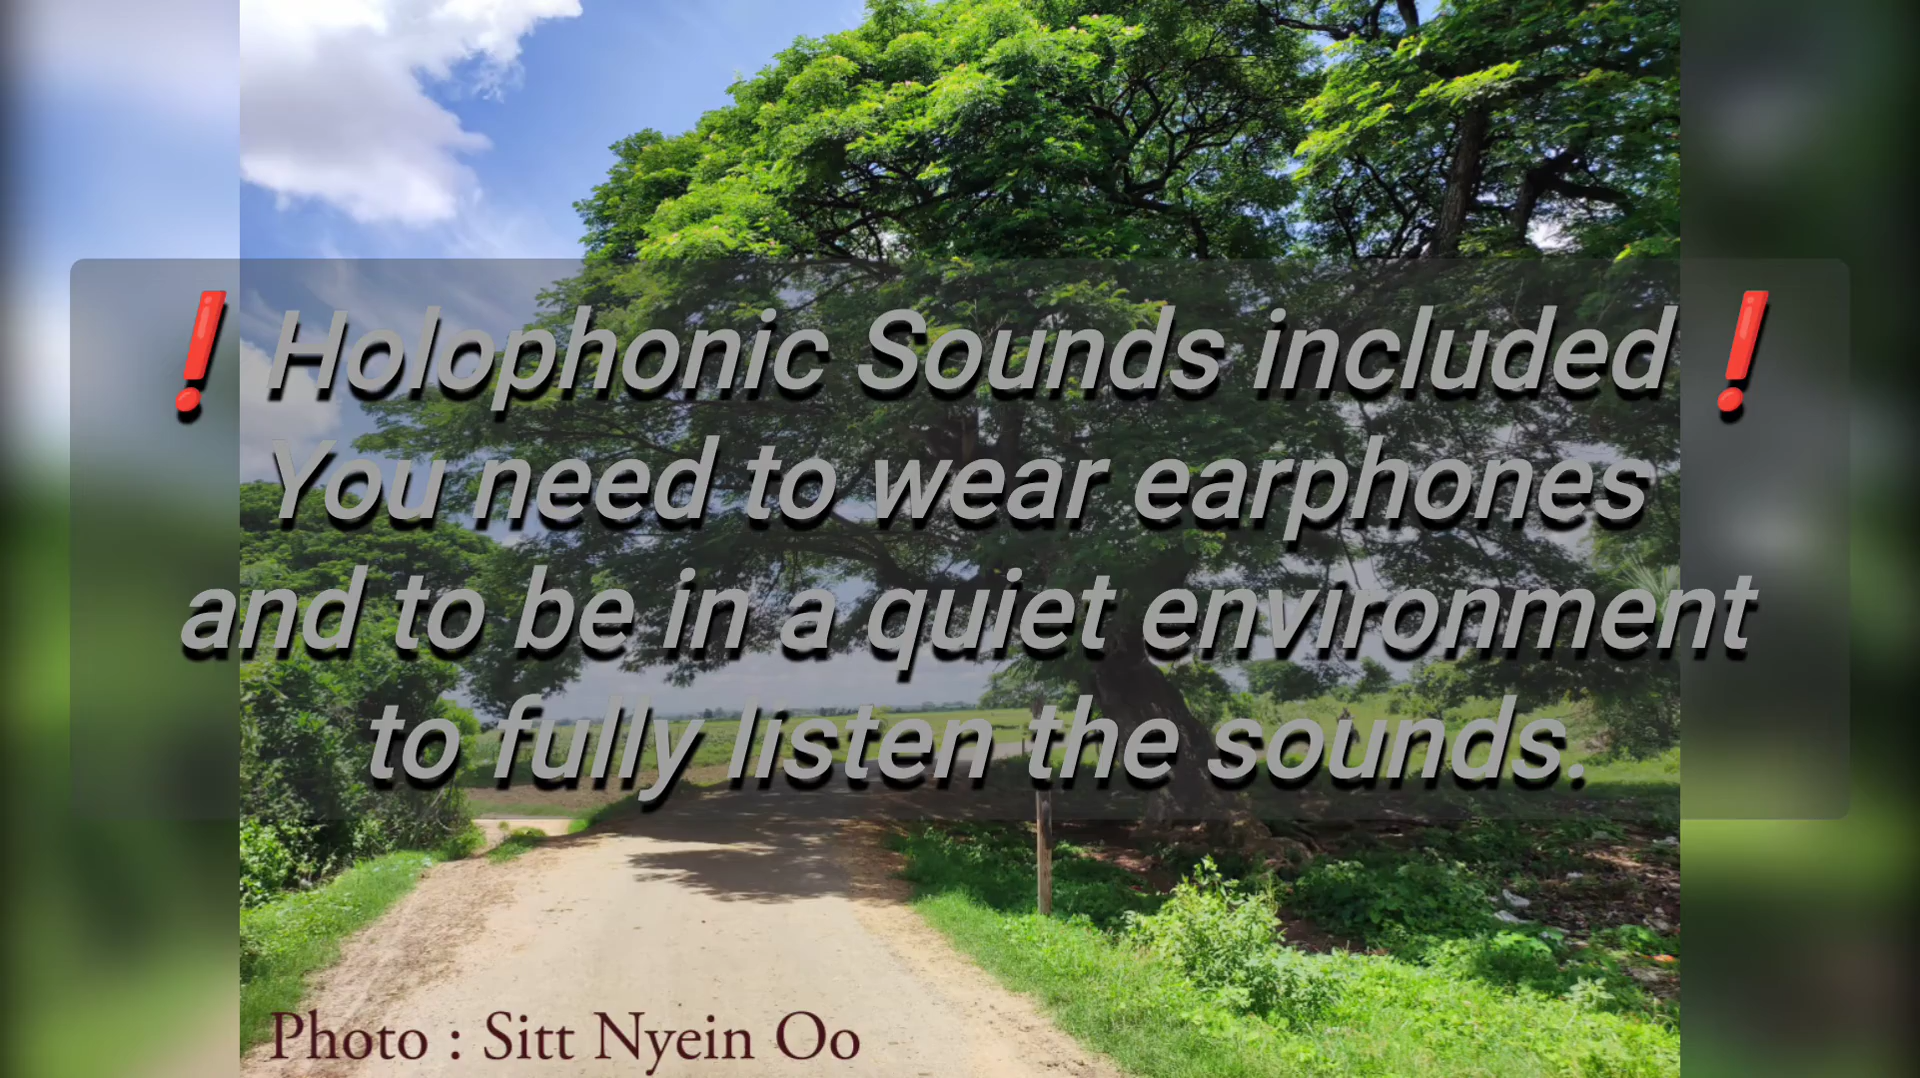 ❗Holophonic Sounds included❗
You need to wear earphones
and to be in a quiet environment
to fully listen the sounds.
Photo : Sitt Nyein Oo